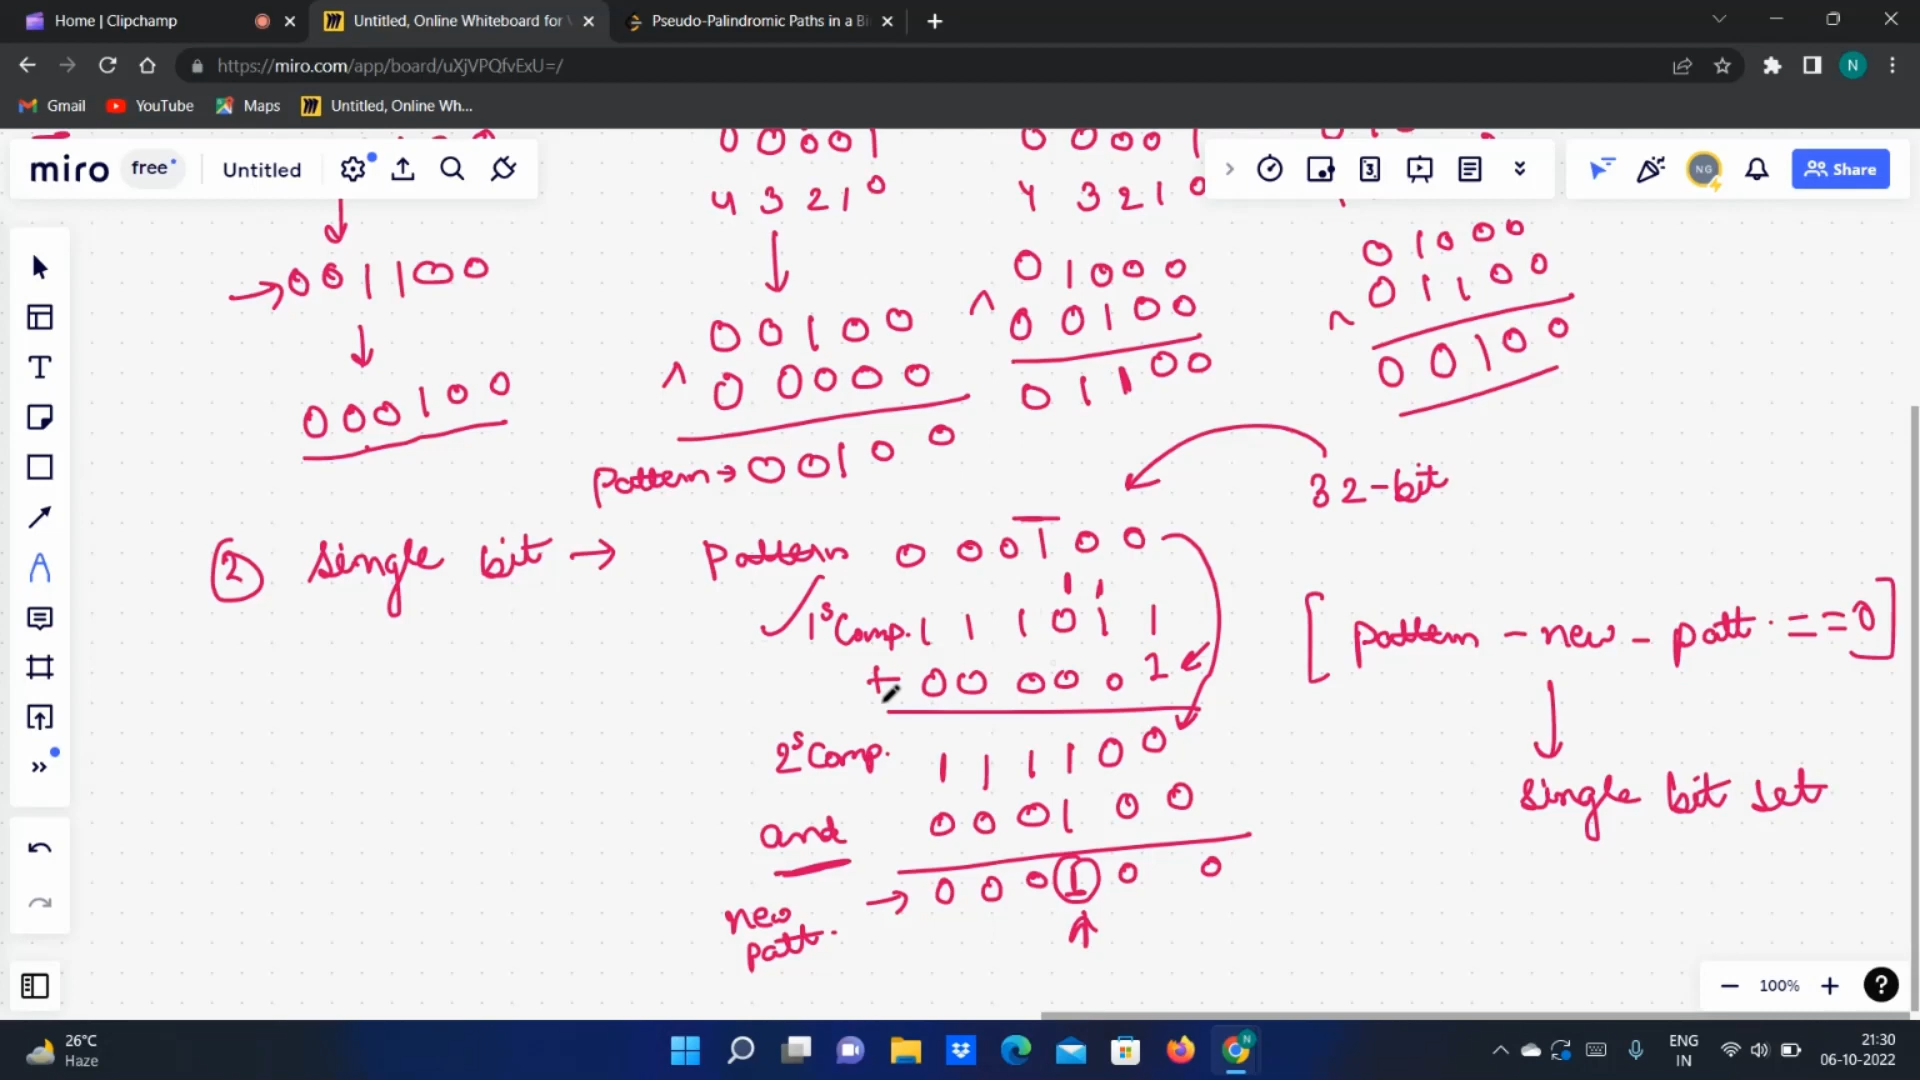 Home | Clipchamp
Untitled, Online Whiteboard for
Pseudo-Palindromic Paths in a Bi
https://miro.com/app/board/uXjVPQfvExU=/
N
Gmail
YouTube
Maps
Untitled, Online Wh...
miro
free
Untitled
NG
Share
0 0 0 0 1
4 3 2 1 0
0 0 0 0 1
4 3 2 1 0
→ 0 0 1 1 0 0
0 0 0 1 0 0
0 0 1 0 0
^ 0 0 0 0 0
Pattern → 0 0 1 0 0
0 1 0 0 0
^ 0 0 1 0 0
0 1 1 0 0
0 1 0 0 0
^ 0 1 1 0 0
0 0 1 0 0
32-bit
② Single bit → Pattern 0 0 0 1 0 0
1 1
1s Comp. 1 1 1 0 1 1
+ 0 0 0 0 0 1
2s Comp. 1 1 1 1 0 0
and 0 0 0 1 0 0
new patt. → 0 0 0 1 0 0
[Pattern - new - patt. == 0]
Single bit set
100%
26°C
Haze
ENG
IN
21:30
06-10-2022